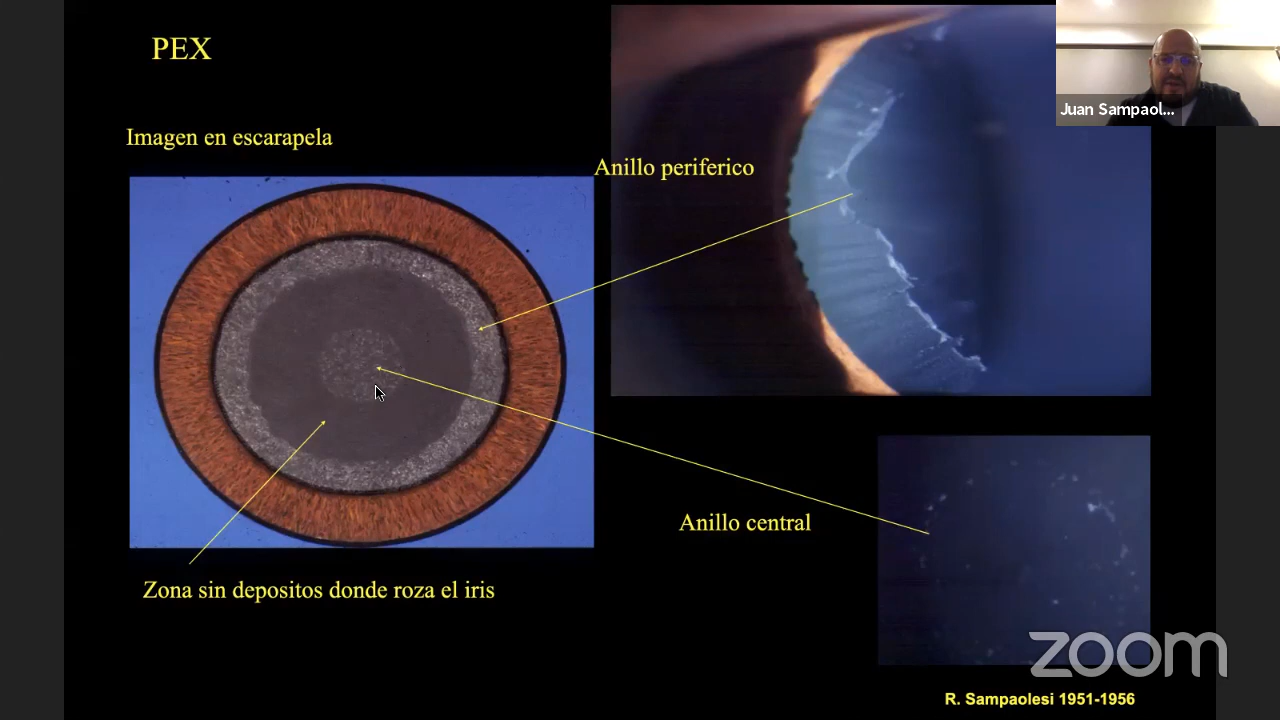 PEX
Juan Sampaol...
Imagen en escarapela
Anillo periferico
Anillo central
Zona sin depositos donde roza el iris
zoom
R. Sampaolesi 1951-1956